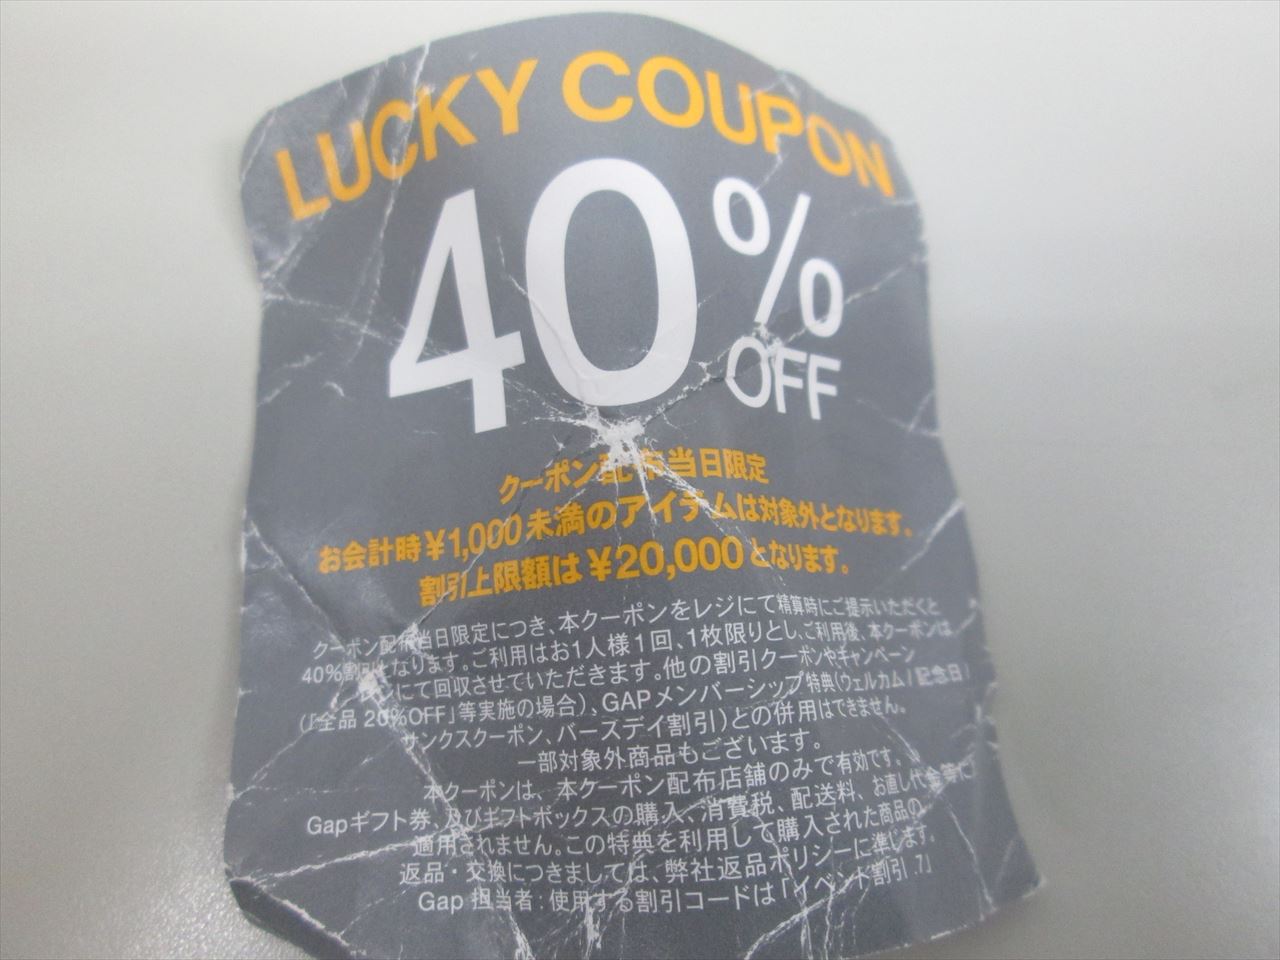 LUCKY COUPON
40%
OFF
クーポン配布当日限定
お会計時¥1,000未満のアイテムは対象外となります。
割引上限額は¥20,000となります。
クーポン配布当日限定につき、本クーポンをレジにて精算時にご提示いただくと
40%割引となります。ご利用はお1人様1回、1枚限りとし、ご利用後、本クーポンは
にて回収させていただきます。他の割引クーポンやキャンペーン
(「全品 20%OFF」等実施の場合)、GAPメンバーシップ特典(ウェルカム/記念日/
サンクスクーポン、バースデイ割引)との併用はできません。
一部対象外商品もございます。
本クーポンは、本クーポン配布店舗のみで有効です。
Gapギフト券、及びギフトボックスの購入、消費税、配送料、お直し代金等に
適用されません。この特典を利用して購入された商品の
返品・交換につきましては、弊社返品ポリシーに準じます。
Gap 担当者:使用する割引コードは「イベント割引 .7」